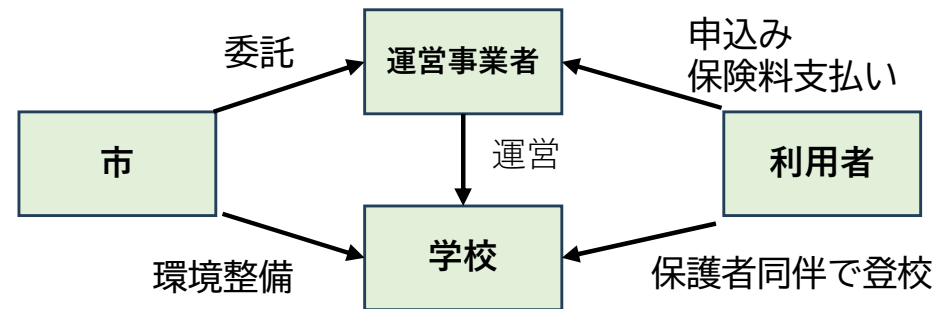 委託
運営事業者
申込み
保険料支払い
市
運営
利用者
環境整備
学校
保護者同伴で登校